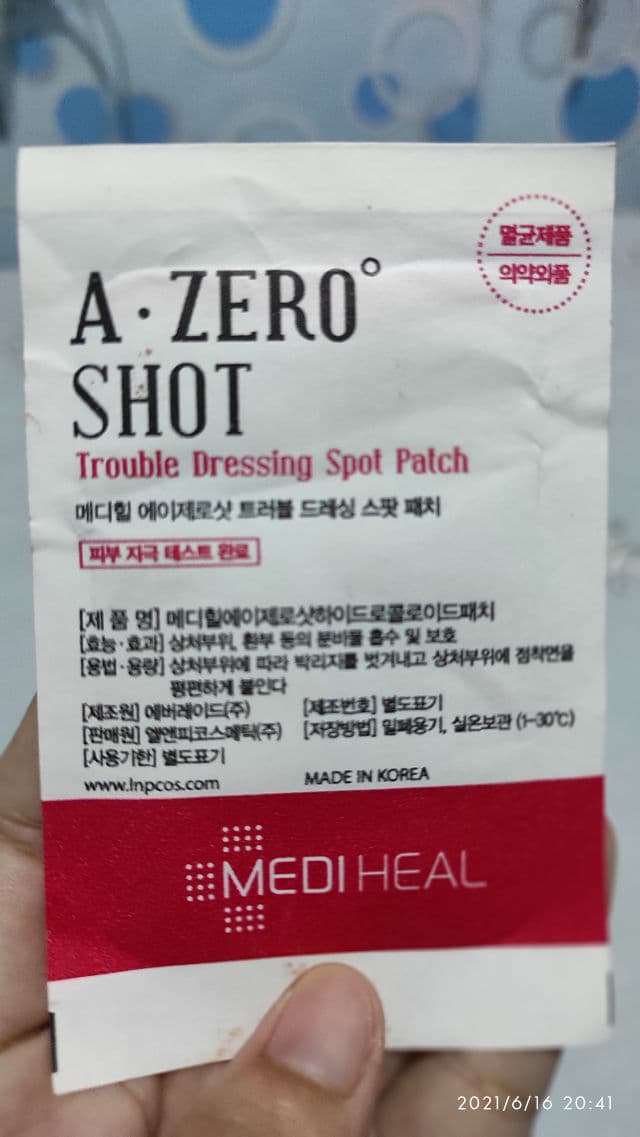 멸균제품
의약외품
A·ZERO°
SHOT
Trouble Dressing Spot Patch
메디힐 에이제로샷 트러블 드레싱 스팟 패치
피부 자극 테스트 완료
[제 품 명] 메디힐에이제로샷하이드로콜로이드패치
[효능·효과] 상처부위, 환부 등의 분비물 흡수 및 보호
[용법·용량] 상처부위에 따라 박리지를 벗겨내고 상처부위에 점착면을
평편하게 붙인다
[제조원] 에버레이드(주) [제조번호] 별도표기
[판매원] 엘앤피코스메틱(주) [저장방법] 밀폐용기, 실온보관 (1~30℃)
[사용기한] 별도표기
www.lnpcos.com MADE IN KOREA
MEDIHEAL
2021/6/16 20:41